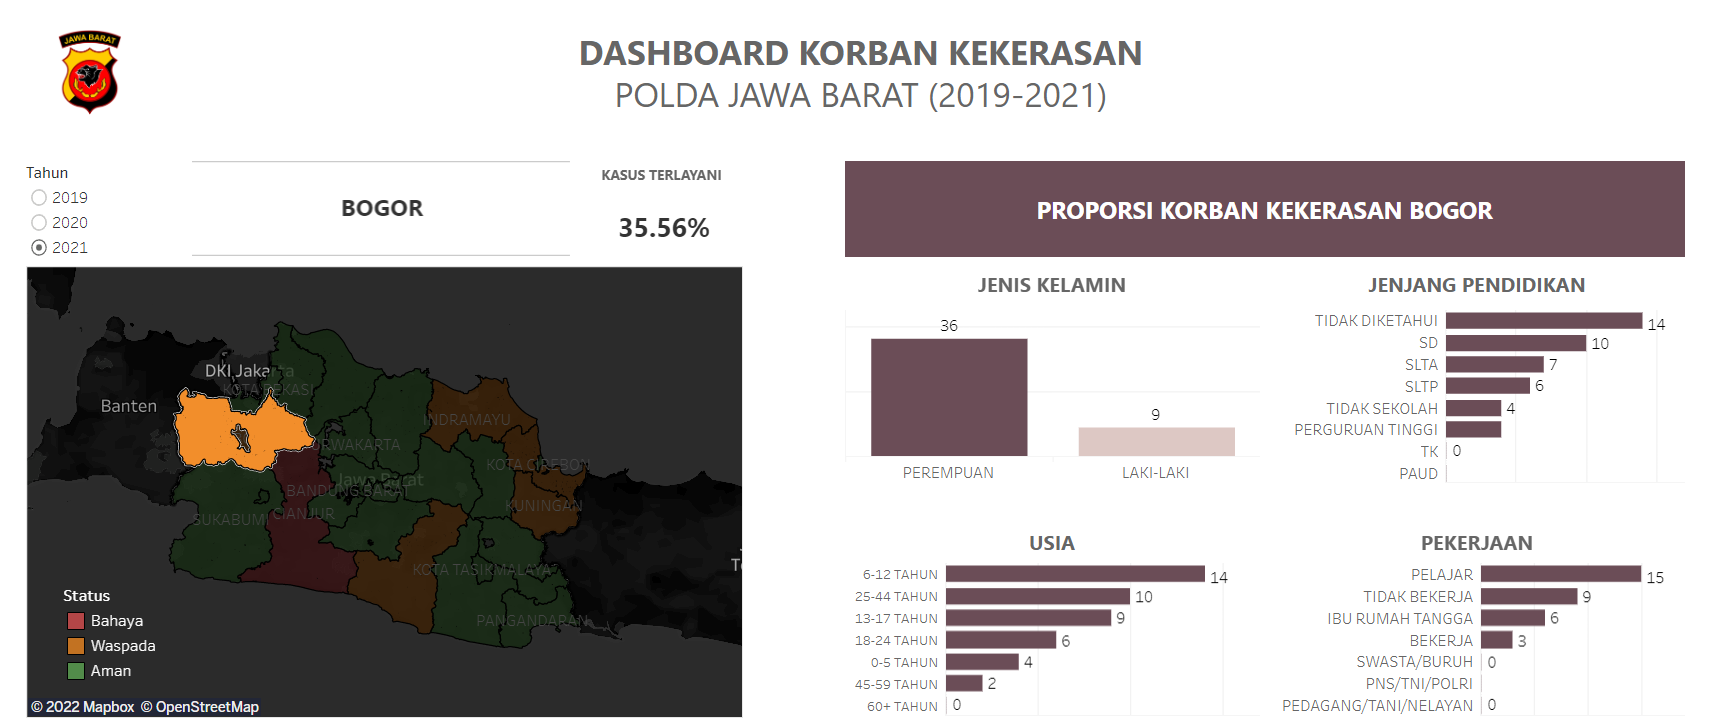 JAWA BARAT
DASHBOARD KORBAN KEKERASAN
POLDA JAWA BARAT (2019-2021)
Tahun
2019
2020
2021
BOGOR
KASUS TERLAYANI
35.56%
DKI Jakarta
KOTA BEKASI
Banten
INDRAMAYU
PURWAKARTA
KOTA CIREBON
Jawa Barat
BANDUNG BARAT
KUNINGAN
SUKABUMI
CIANJUR
KOTA TASIKMALAYA
PANGANDARAN
Status
Bahaya
Waspada
Aman
© 2022 Mapbox © OpenStreetMap
PROPORSI KORBAN KEKERASAN BOGOR
JENIS KELAMIN
36
9
PEREMPUAN
LAKI-LAKI
JENJANG PENDIDIKAN
TIDAK DIKETAHUI 14
SD 10
SLTA 7
SLTP 6
TIDAK SEKOLAH 4
PERGURUAN TINGGI
TK 0
PAUD
USIA
6-12 TAHUN 14
25-44 TAHUN 10
13-17 TAHUN 9
18-24 TAHUN 6
0-5 TAHUN 4
45-59 TAHUN 2
60+ TAHUN 0
PEKERJAAN
PELAJAR 15
TIDAK BEKERJA 9
IBU RUMAH TANGGA 6
BEKERJA 3
SWASTA/BURUH 0
PNS/TNI/POLRI
PEDAGANG/TANI/NELAYAN 0